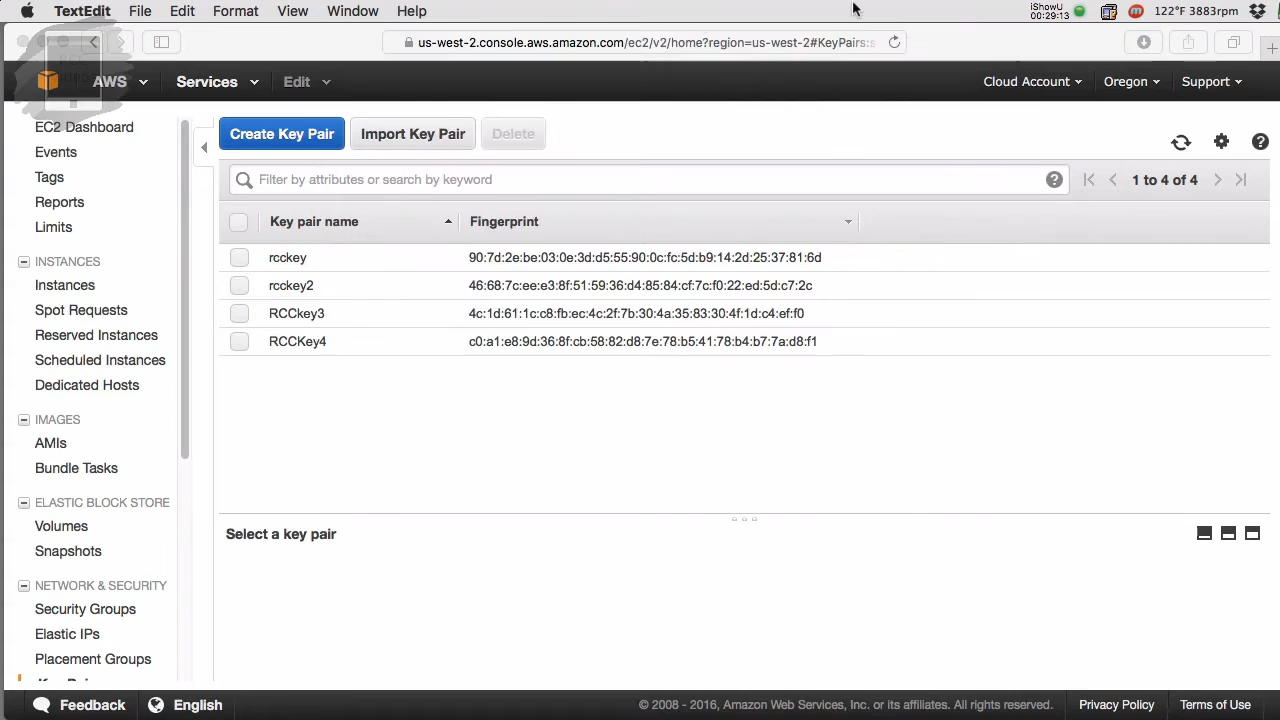 TextEdit File Edit Format View Window Help
iShowU
00:29:13
122°F 3883rpm
us-west-2.console.aws.amazon.com/ec2/v2/home?region=us-west-2#KeyPairs:s
AWS Services Edit Cloud Account Oregon Support
EC2 Dashboard
Events
Tags
Reports
Limits
INSTANCES
Instances
Spot Requests
Reserved Instances
Scheduled Instances
Dedicated Hosts
IMAGES
AMIs
Bundle Tasks
ELASTIC BLOCK STORE
Volumes
Snapshots
NETWORK & SECURITY
Security Groups
Elastic IPs
Placement Groups
Create Key Pair Import Key Pair Delete
Filter by attributes or search by keyword
1 to 4 of 4
Key pair name Fingerprint
rcckey 90:7d:2e:be:03:0e:3d:d5:55:90:0c:fc:5d:b9:14:2d:25:37:81:6d
rcckey2 46:68:7c:ee:e3:8f:51:59:36:d4:85:84:cf:7c:f0:22:ed:5d:c7:2c
RCCkey3 4c:1d:61:1c:c8:fb:ec:4c:2f:7b:30:4a:35:83:30:4f:1d:c4:ef:f0
RCCKey4 c0:a1:e8:9d:36:8f:cb:58:82:d8:7e:78:b5:41:78:b4:b7:7a:d8:f1
Select a key pair
Feedback English © 2008 - 2016, Amazon Web Services, Inc. or its affiliates. All rights reserved. Privacy Policy Terms of Use